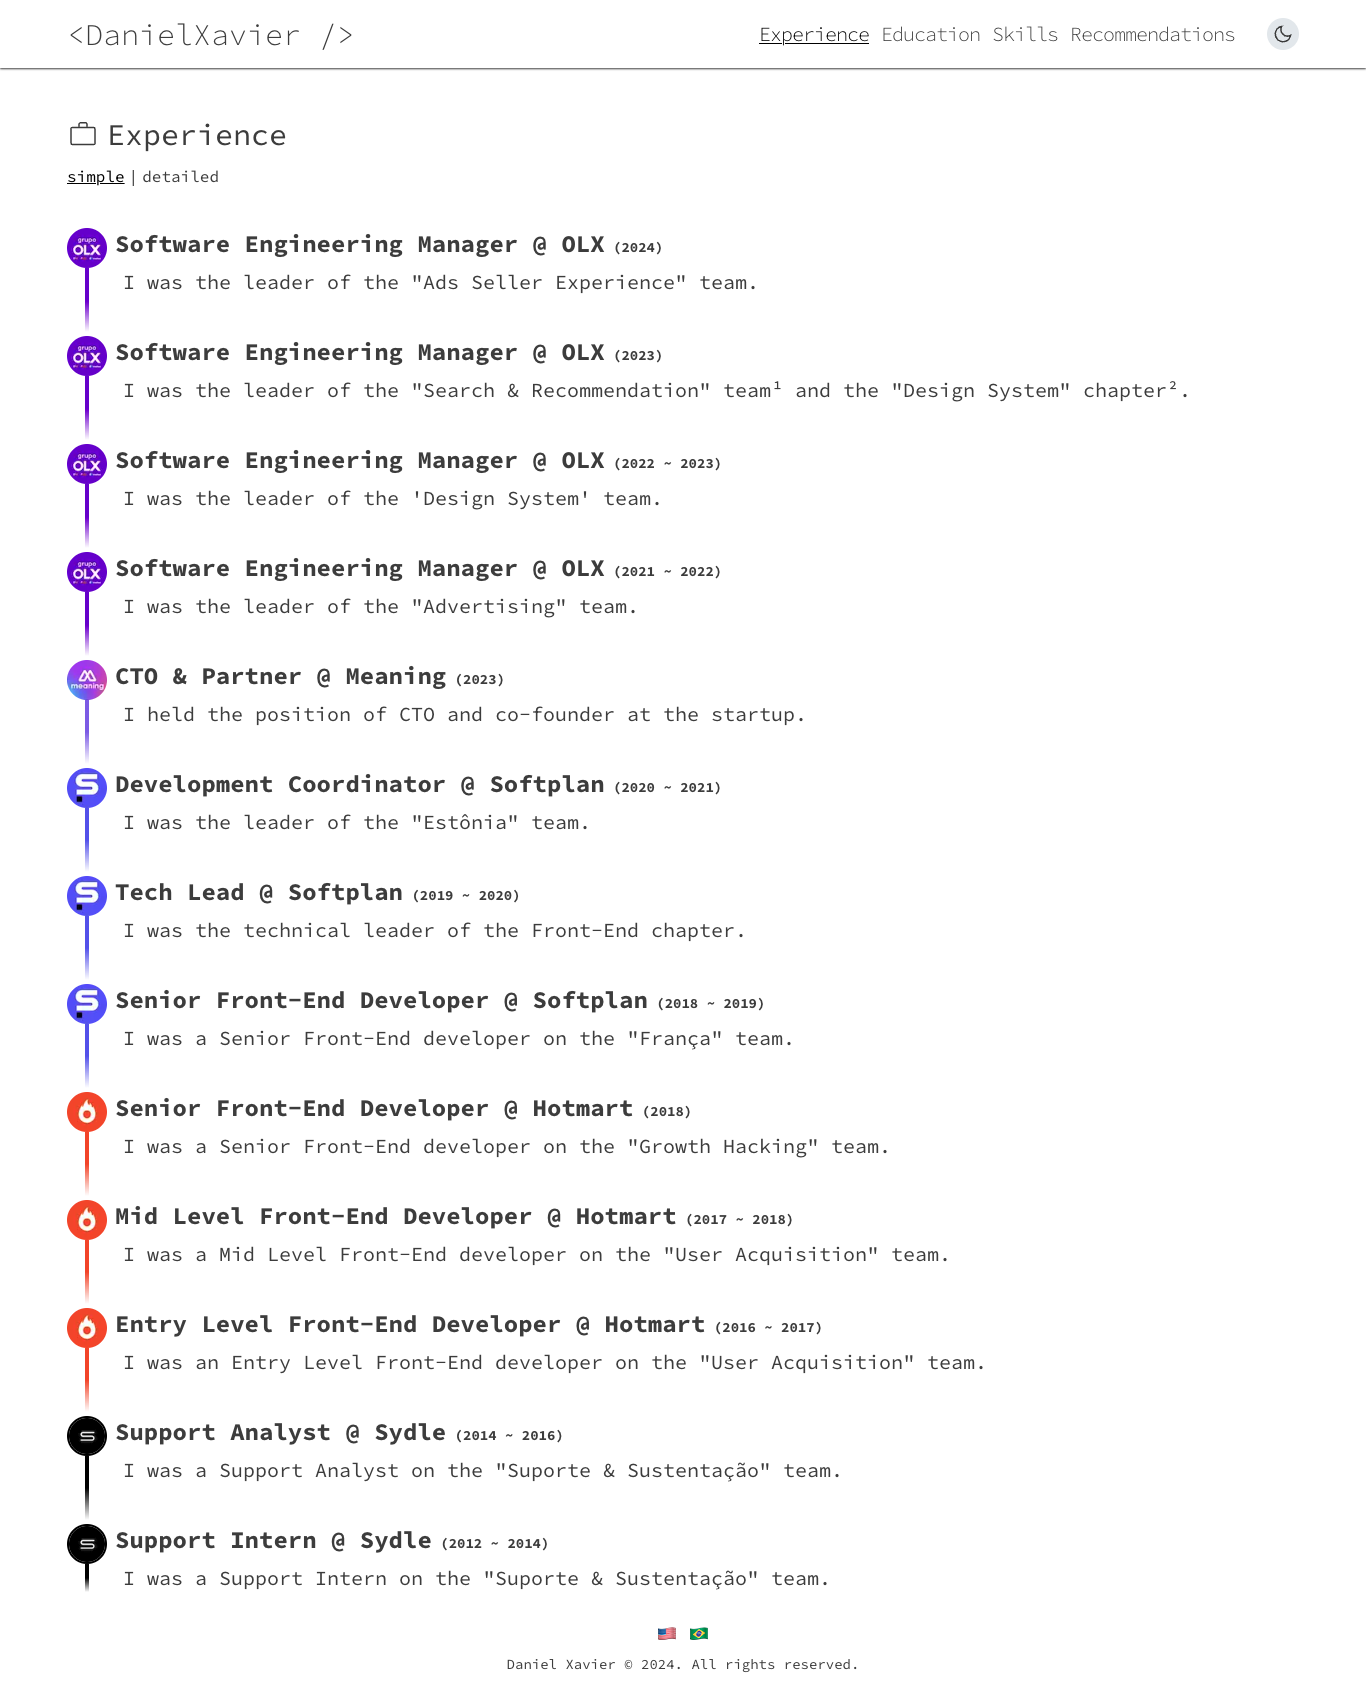 <DanielXavier />
Experience Education Skills Recommendations
Experience
simple | detailed
grupo OLX
Software Engineering Manager @ OLX (2024)
I was the leader of the "Ads Seller Experience" team.
grupo OLX
Software Engineering Manager @ OLX (2023)
I was the leader of the "Search & Recommendation" team¹ and the "Design System" chapter².
grupo OLX
Software Engineering Manager @ OLX (2022 ~ 2023)
I was the leader of the 'Design System' team.
grupo OLX
Software Engineering Manager @ OLX (2021 ~ 2022)
I was the leader of the "Advertising" team.
meaning
CTO & Partner @ Meaning (2023)
I held the position of CTO and co-founder at the startup.
Development Coordinator @ Softplan (2020 ~ 2021)
I was the leader of the "Estônia" team.
Tech Lead @ Softplan (2019 ~ 2020)
I was the technical leader of the Front-End chapter.
Senior Front-End Developer @ Softplan (2018 ~ 2019)
I was a Senior Front-End developer on the "França" team.
Senior Front-End Developer @ Hotmart (2018)
I was a Senior Front-End developer on the "Growth Hacking" team.
Mid Level Front-End Developer @ Hotmart (2017 ~ 2018)
I was a Mid Level Front-End developer on the "User Acquisition" team.
Entry Level Front-End Developer @ Hotmart (2016 ~ 2017)
I was an Entry Level Front-End developer on the "User Acquisition" team.
Support Analyst @ Sydle (2014 ~ 2016)
I was a Support Analyst on the "Suporte & Sustentação" team.
Support Intern @ Sydle (2012 ~ 2014)
I was a Support Intern on the "Suporte & Sustentação" team.
Daniel Xavier © 2024. All rights reserved.